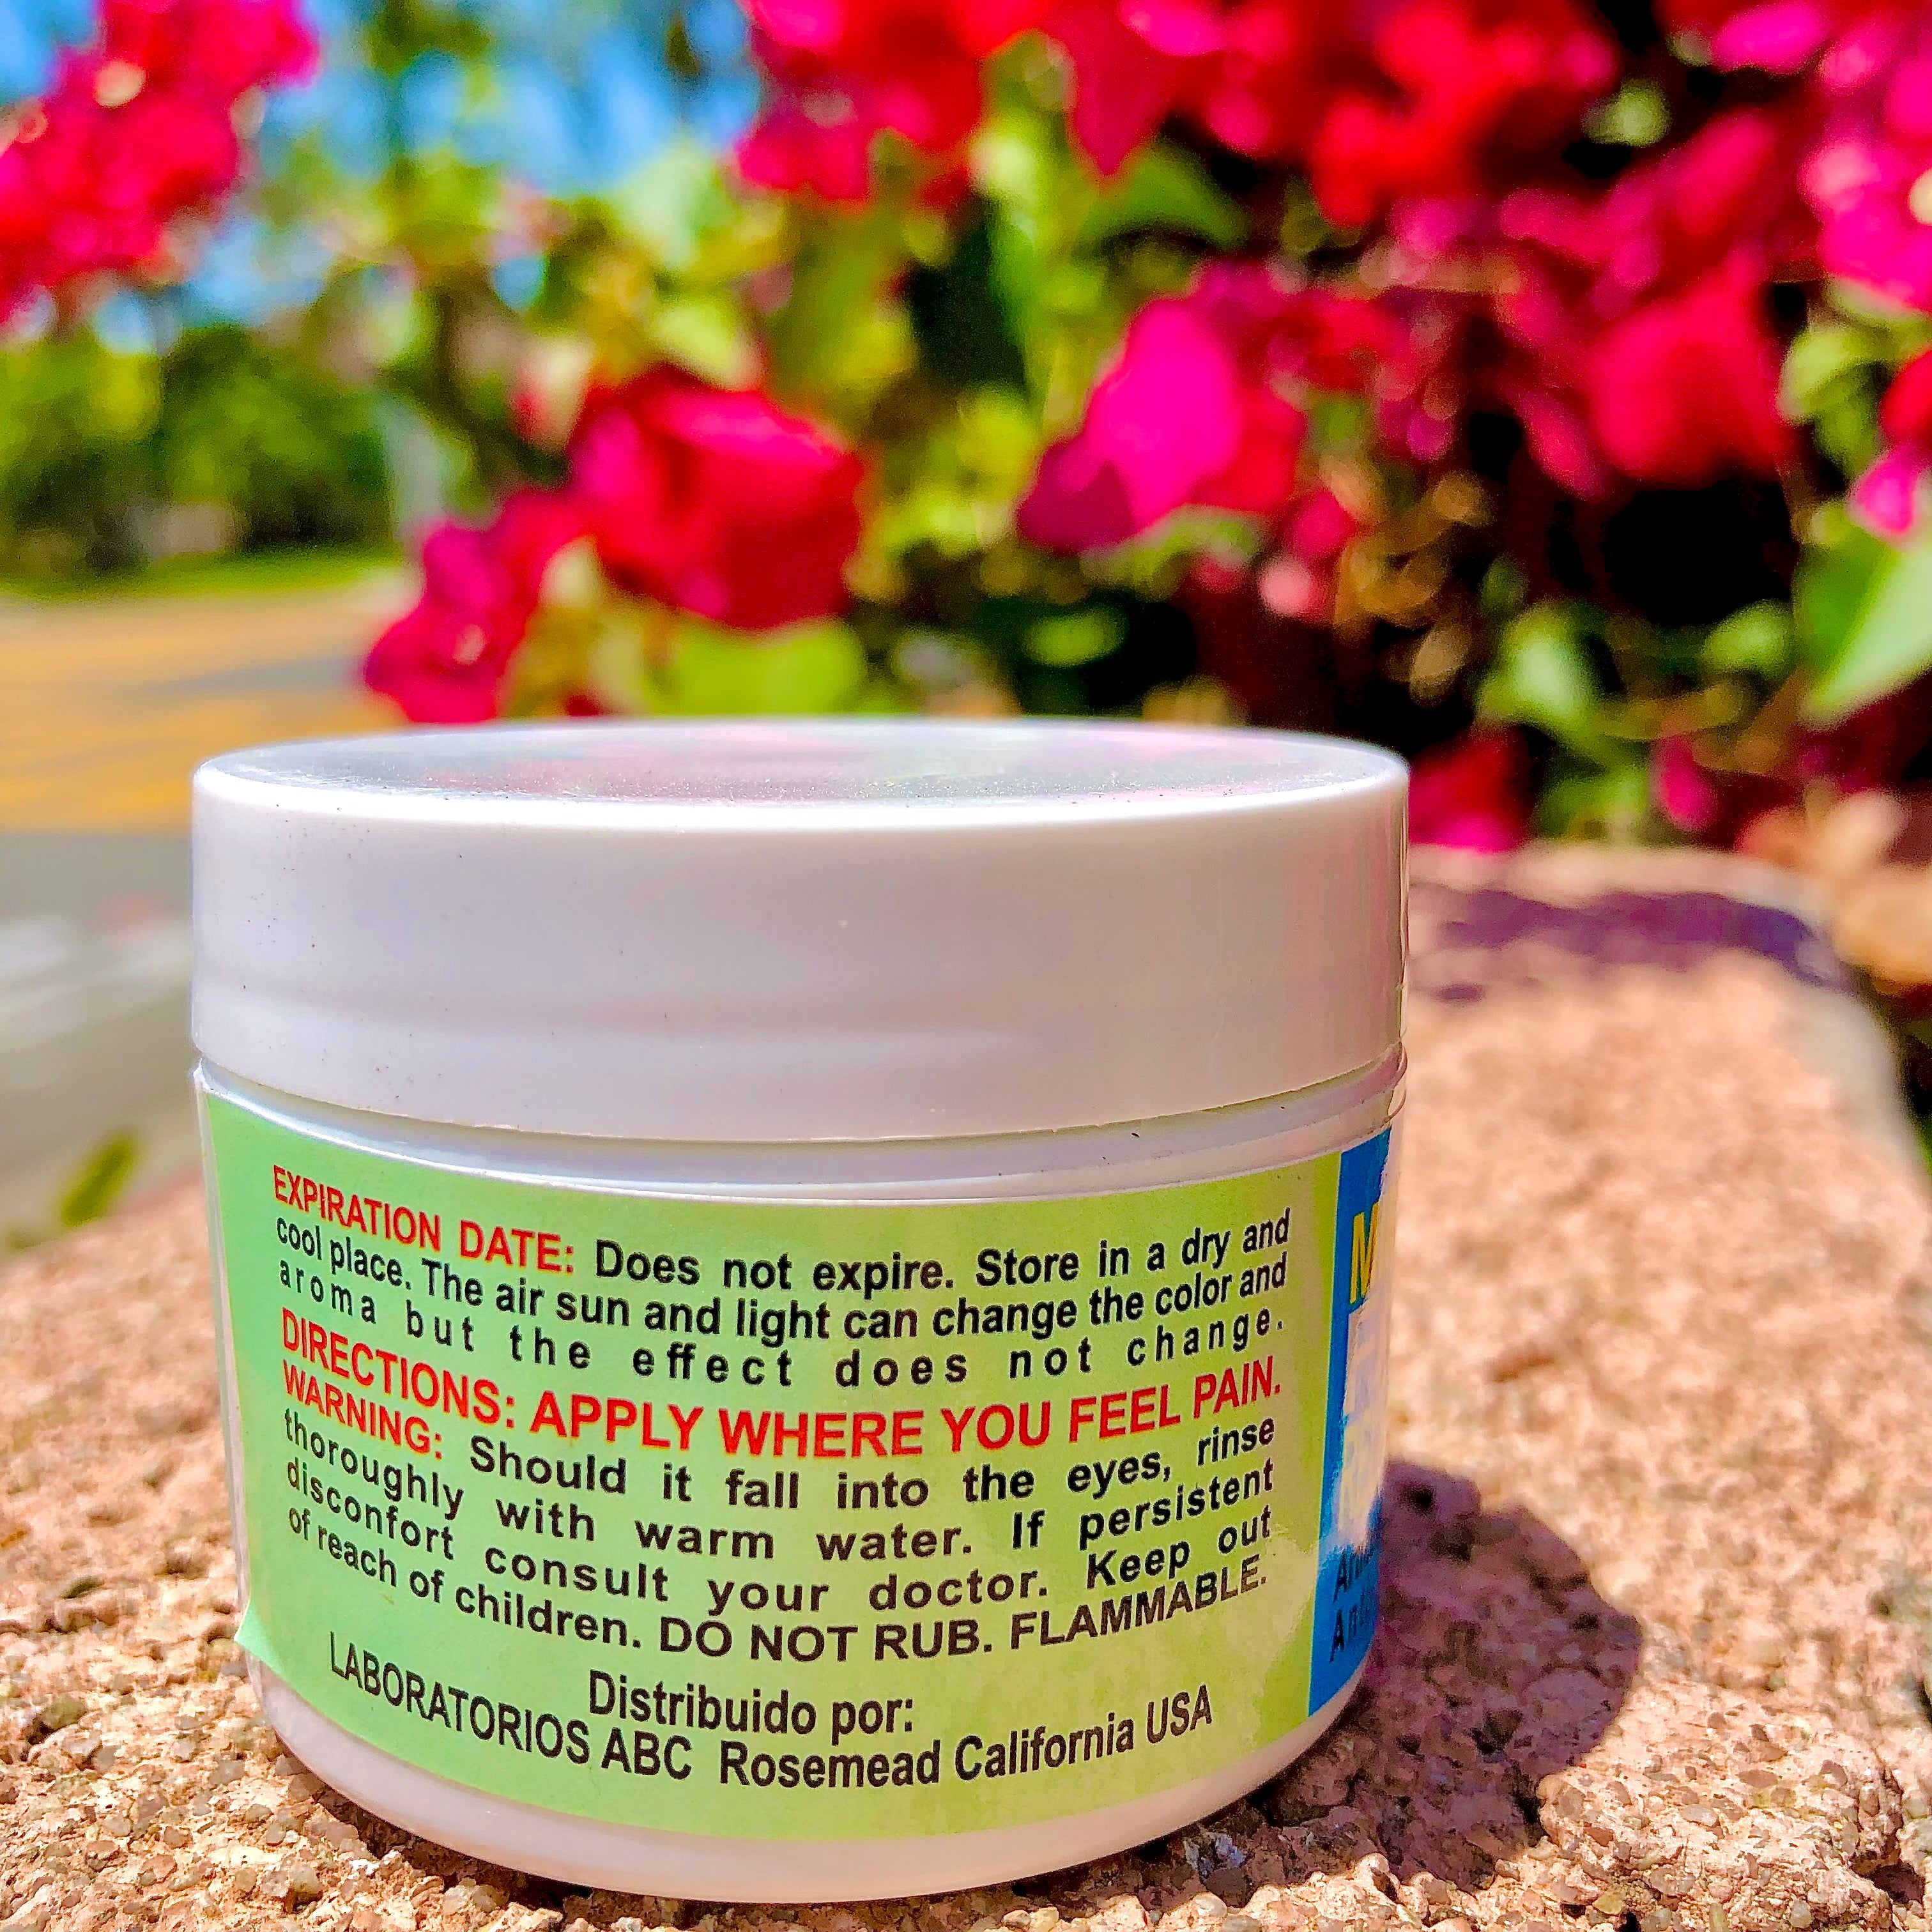 EXPIRATION DATE: Does not expire. Store in a dry and
cool place. The air sun and light can change the color and
aroma but the effect does not change.
DIRECTIONS: APPLY WHERE YOU FEEL PAIN.
WARNING: Should it fall into the eyes, rinse
thoroughly with warm water. If persistent
disconfort consult your doctor. Keep out
of reach of children. DO NOT RUB. FLAMMABLE.
Distribuido por:
LABORATORIOS ABC Rosemead California USA
M